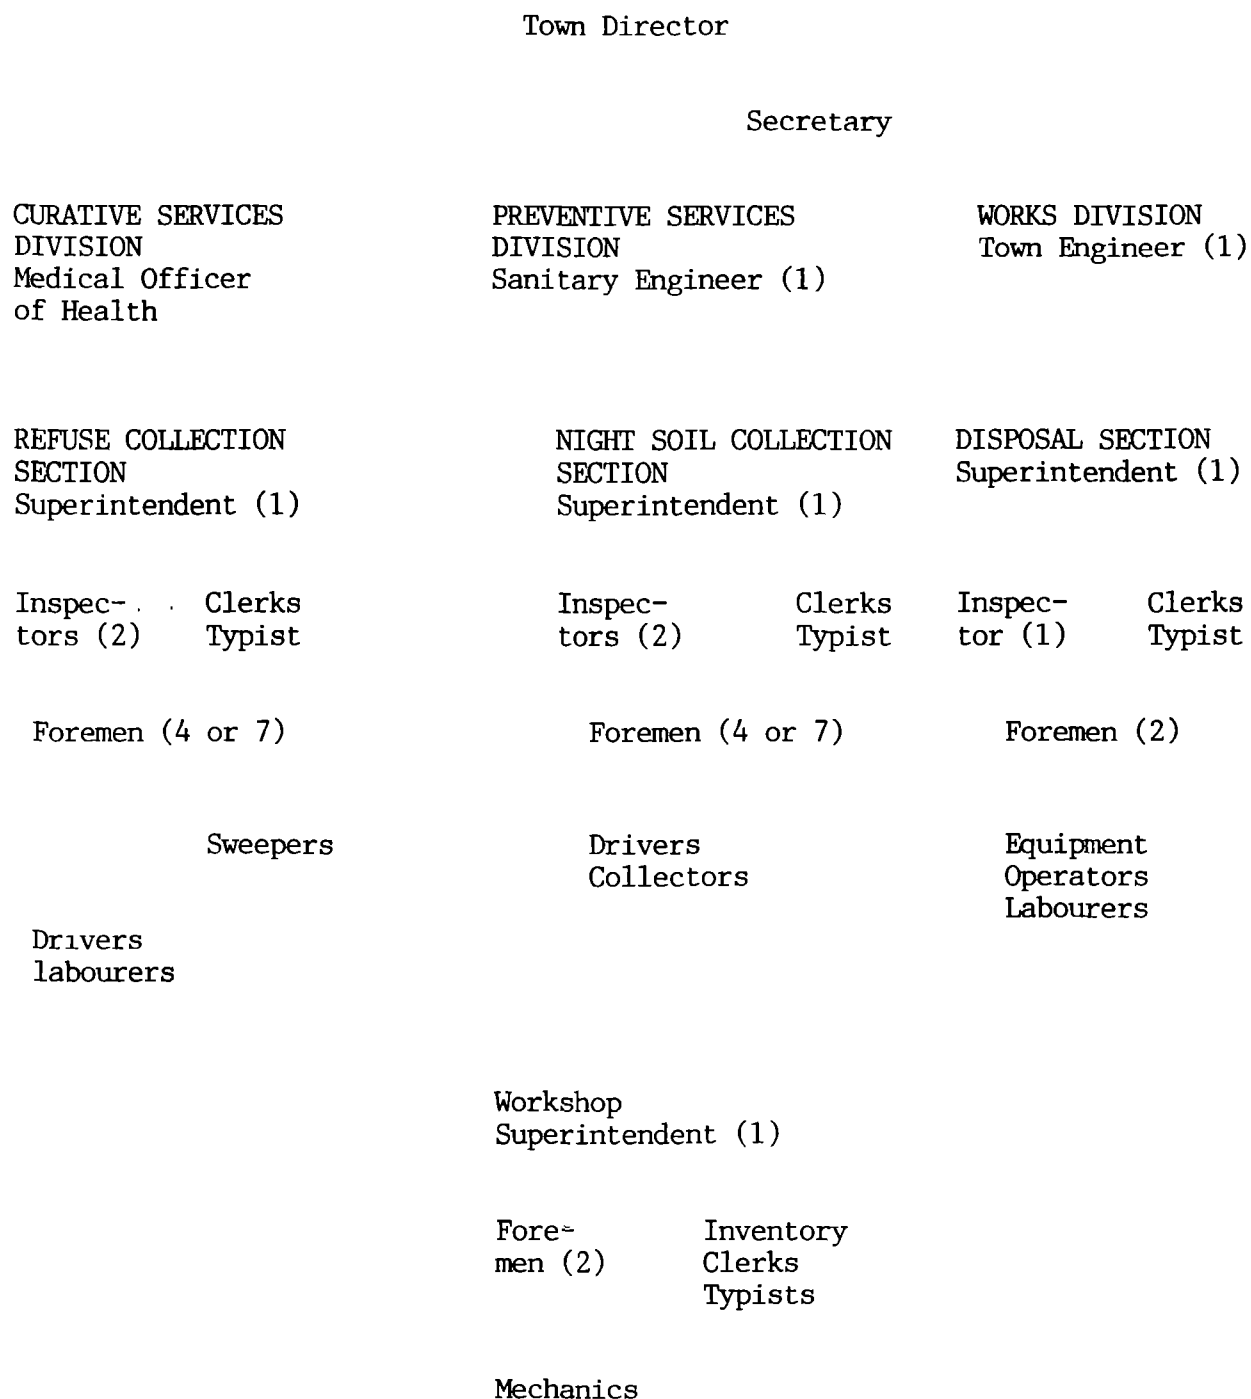 Town Director
Secretary
CURATIVE SERVICES
DIVISION
Medical Officer
of Health
PREVENTIVE SERVICES
DIVISION
Sanitary Engineer (1)
WORKS DIVISION
Town Engineer (1)
REFUSE COLLECTION
SECTION
Superintendent (1)
NIGHT SOIL COLLECTION
SECTION
Superintendent (1)
DISPOSAL SECTION
Superintendent (1)
Inspec-
tors (2)
Clerks
Typist
Inspec-
tors (2)
Clerks
Typist
Inspec-
tor (1)
Clerks
Typist
Foremen (4 or 7)
Foremen (4 or 7)
Foremen (2)
Sweepers
Drivers
Collectors
Equipment
Operators
Labourers
Drivers
labourers
Workshop
Superintendent (1)
Fore-
men (2)
Inventory
Clerks
Typists
Mechanics